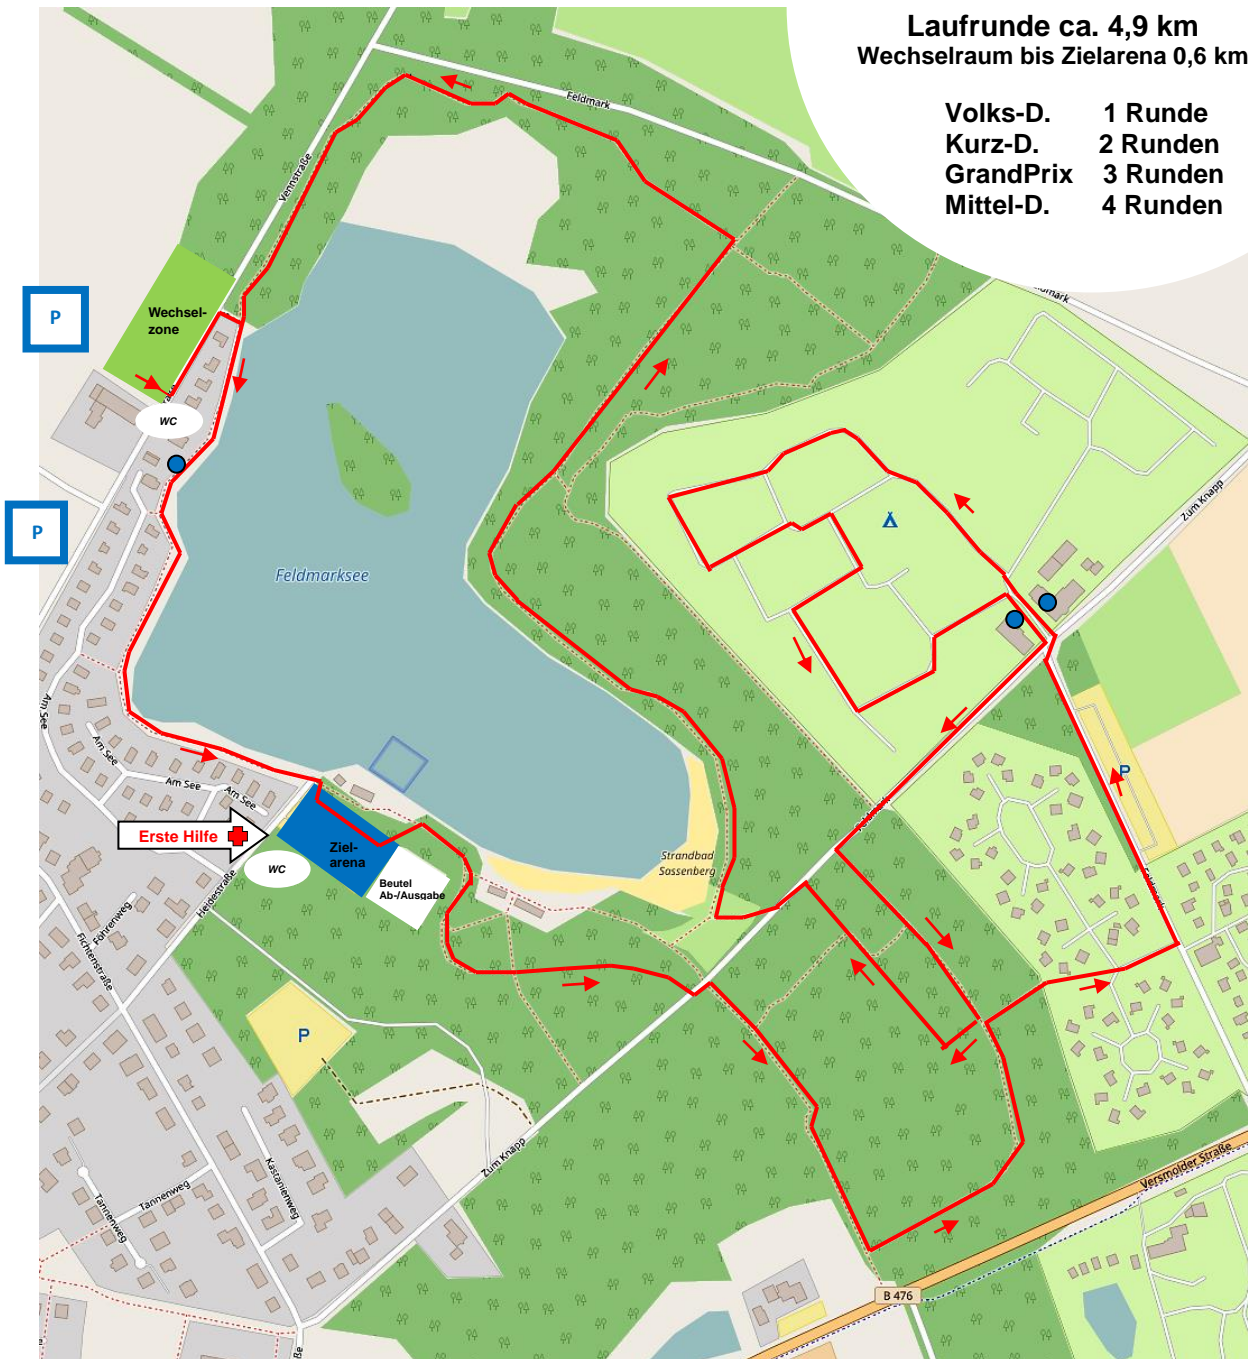 Laufrunde ca. 4,9 km
Wechselraum bis Zielarena 0,6 km
Volks-D. 1 Runde
Kurz-D. 2 Runden
GrandPrix 3 Runden
Mittel-D. 4 Runden
Feldmark
Vennstraße
P
Wechsel-
zone
WC
P
Feldmarksee
Zum Knapp
Am See
Am See
Am See
Am See
Feldmark
P
Erste Hilfe
Ziel-
arena
Beutel
Ab-/Ausgabe
WC
Strandbad
Sassenberg
Heidestraße
Föhrenweg
Fichtenstraße
P
Zum Knapp
Kastanienweg
Tannenweg
Tannenweg
Versmolder Straße
B 476